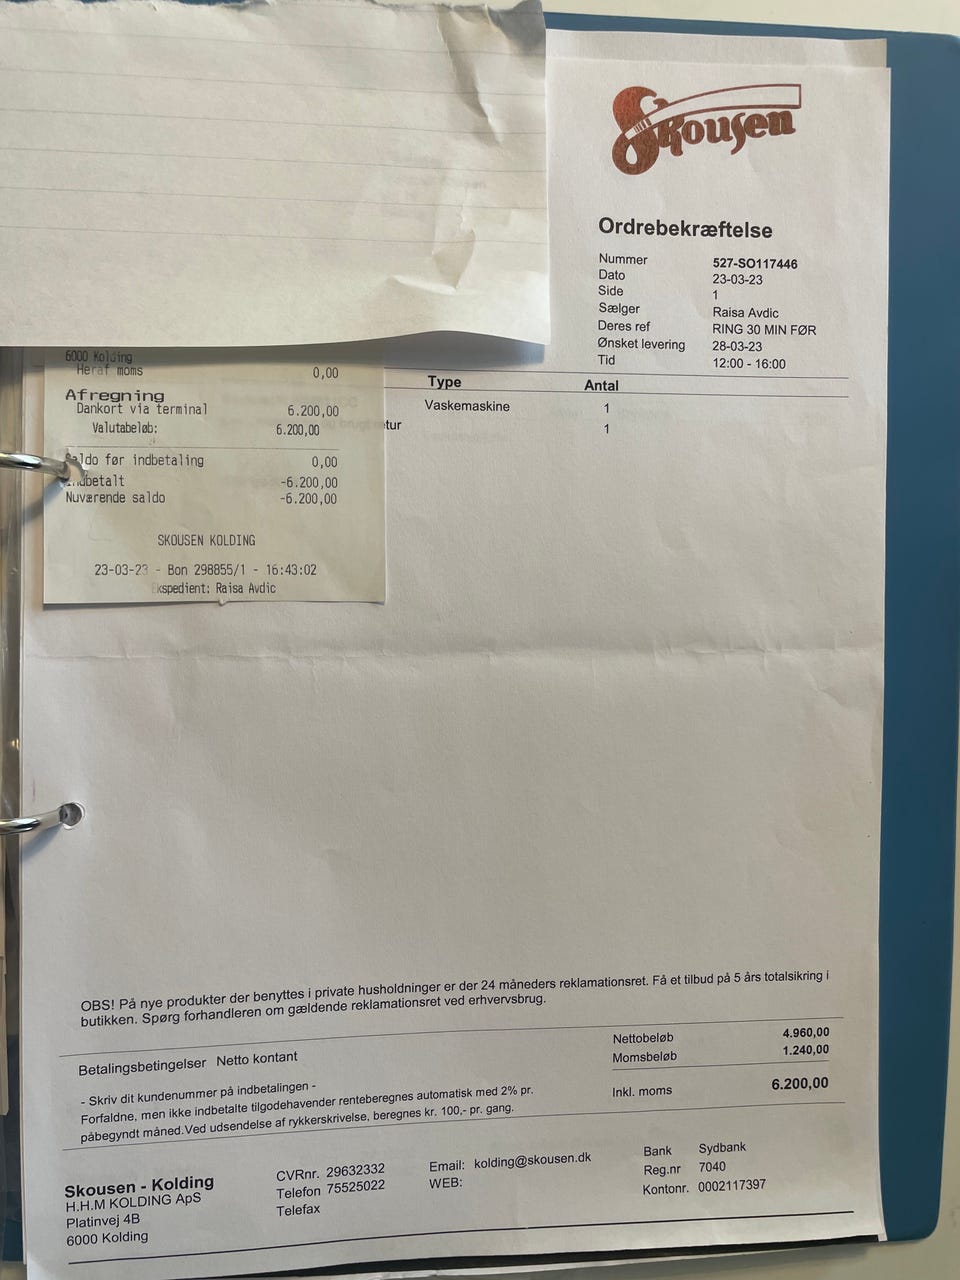 Skousen
Ordrebekræftelse
Nummer 527-SO117446
Dato 23-03-23
Side 1
Sælger Raisa Avdic
Deres ref RING 30 MIN FØR
Ønsket levering 28-03-23
Tid 12:00 - 16:00
Type Antal
Vaskemaskine 1
1
6000 Kolding
Heraf moms 0,00
Afregning
Dankort via terminal 6.200,00
Valutabeløb: 6.200,00
Saldo før indbetaling 0,00
Indbetalt -6.200,00
Nuværende saldo -6.200,00
SKOUSEN KOLDING
23-03-23 - Bon 298855/1 - 16:43:02
Ekspedient: Raisa Avdic
OBS! På nye produkter der benyttes i private husholdninger er der 24 måneders reklamationsret. Få et tilbud på 5 års totalsikring i
butikken. Spørg forhandleren om gældende reklamationsret ved erhvervsbrug.
Betalingsbetingelser Netto kontant
Nettobeløb 4.960,00
Momsbeløb 1.240,00
Inkl. moms 6.200,00
- Skriv dit kundenummer på indbetalingen -
Forfaldne, men ikke indbetalte tilgodehavender renteberegnes automatisk med 2% pr.
påbegyndt måned.Ved udsendelse af rykkerskrivelse, beregnes kr. 100,- pr. gang.
Skousen - Kolding
H.H.M KOLDING ApS
Platinvej 4B
6000 Kolding
CVRnr. 29632332
Telefon 75525022
Telefax
Email: kolding@skousen.dk
WEB:
Bank Sydbank
Reg.nr 7040
Kontonr. 0002117397